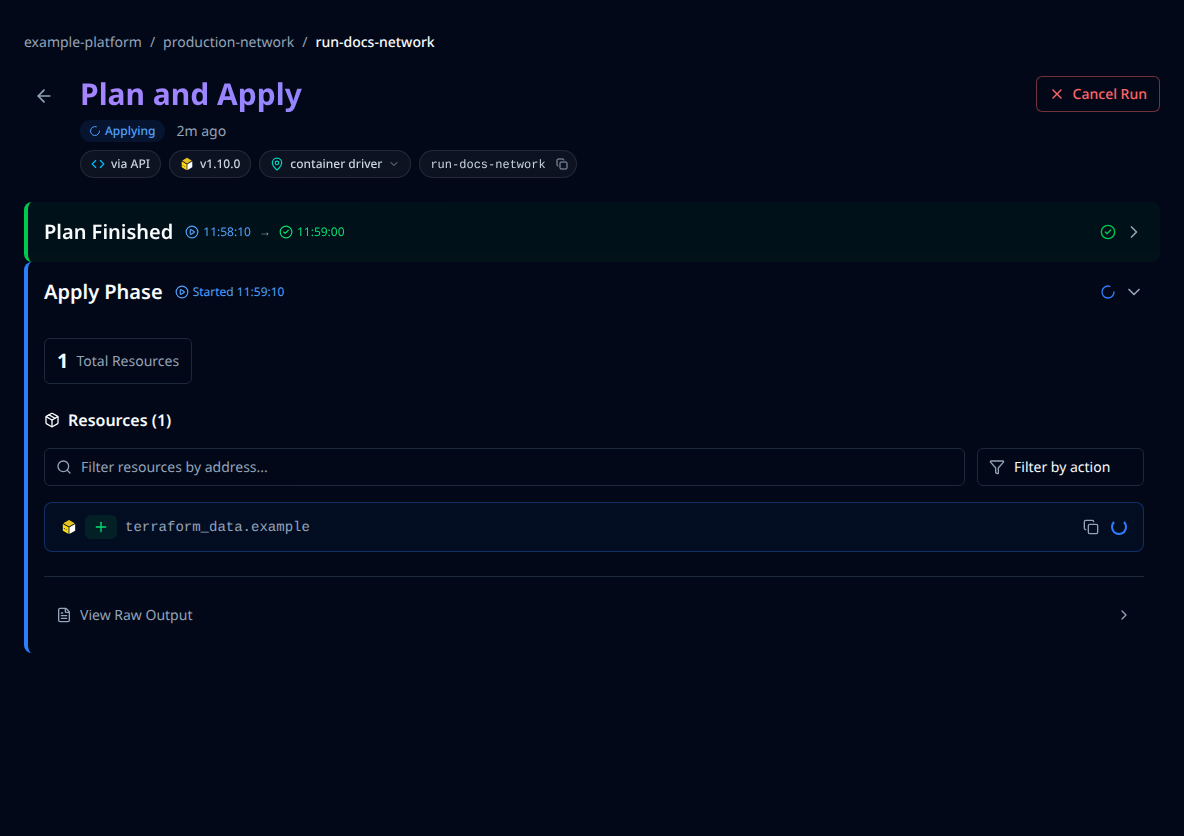 example-platform / production-network / run-docs-network
Plan and Apply
Cancel Run
Applying 2m ago
via API v1.10.0 container driver run-docs-network
Plan Finished 11:58:10 → 11:59:00
Apply Phase Started 11:59:10
1 Total Resources
Resources (1)
Filter resources by address... Filter by action
+ terraform_data.example
View Raw Output